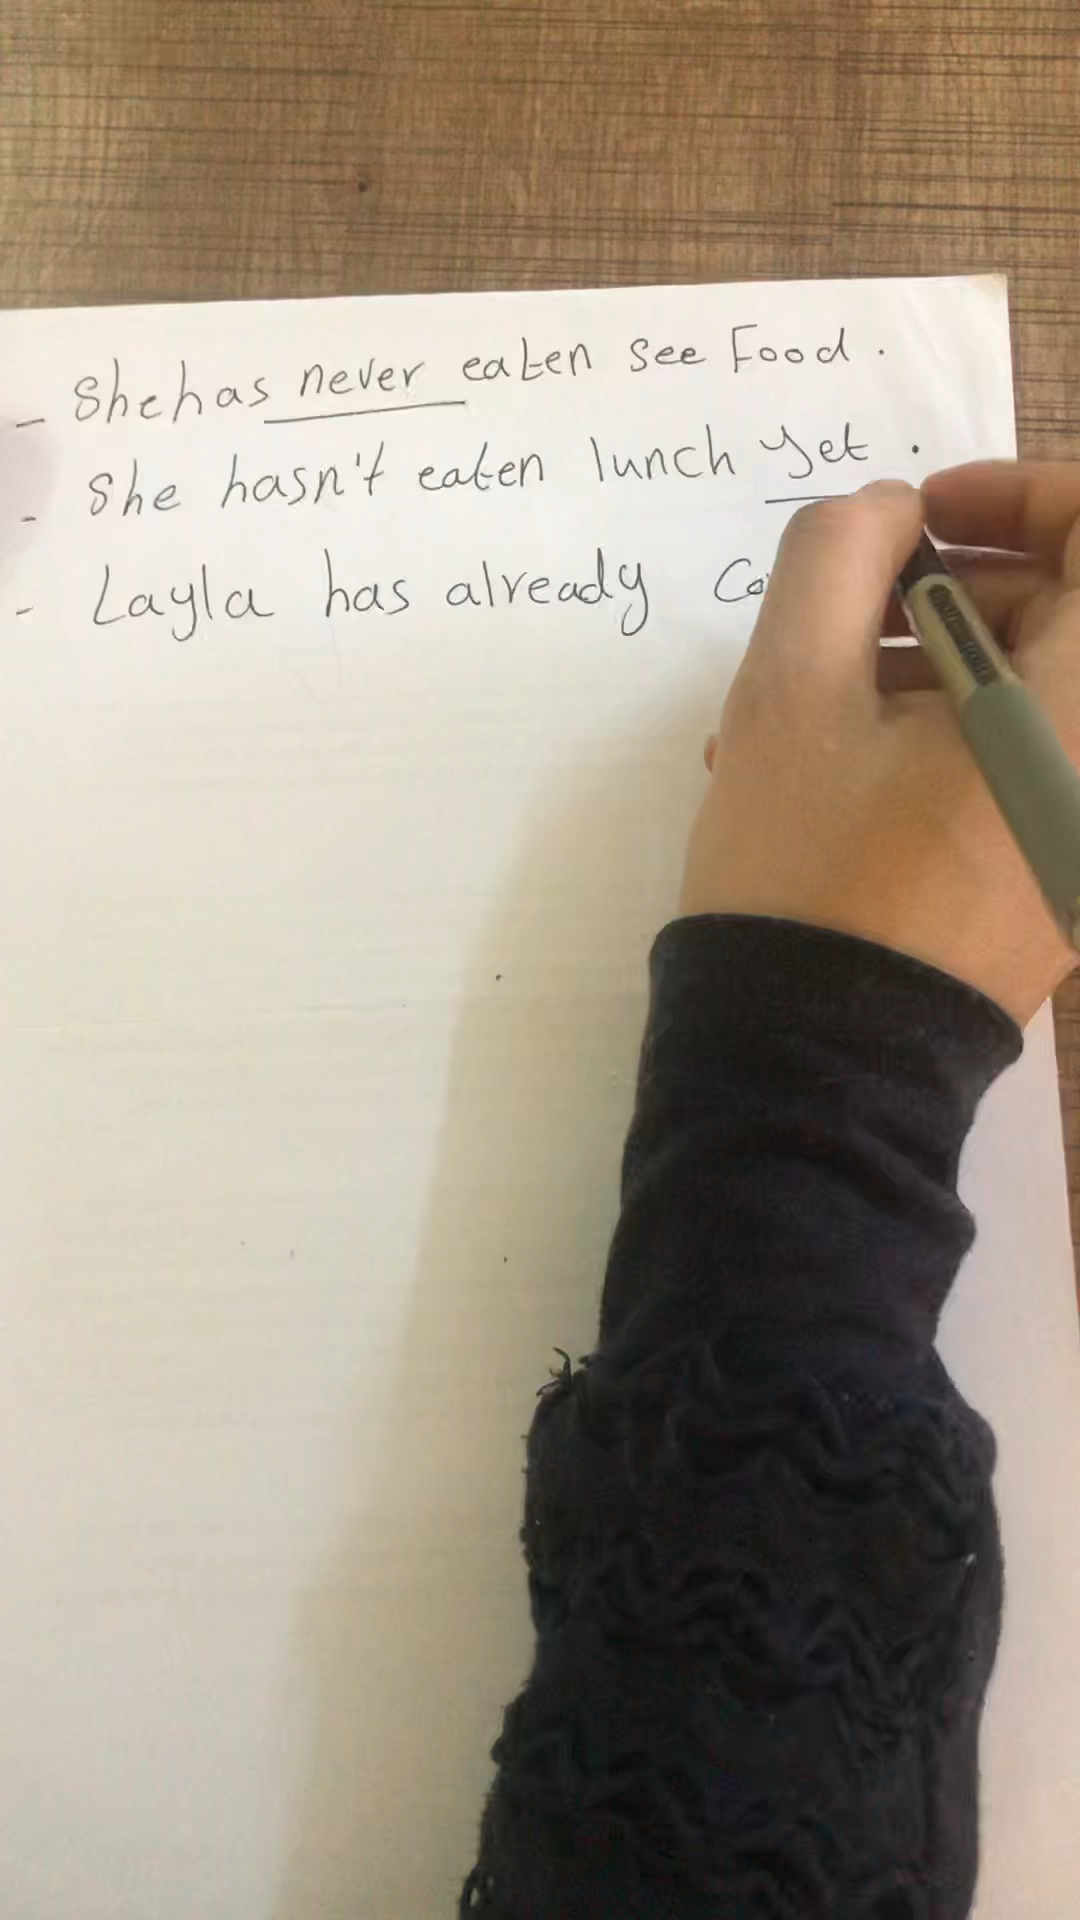 - She has never eaten see Food.
- She hasn't eaten lunch yet.
- Layla has already